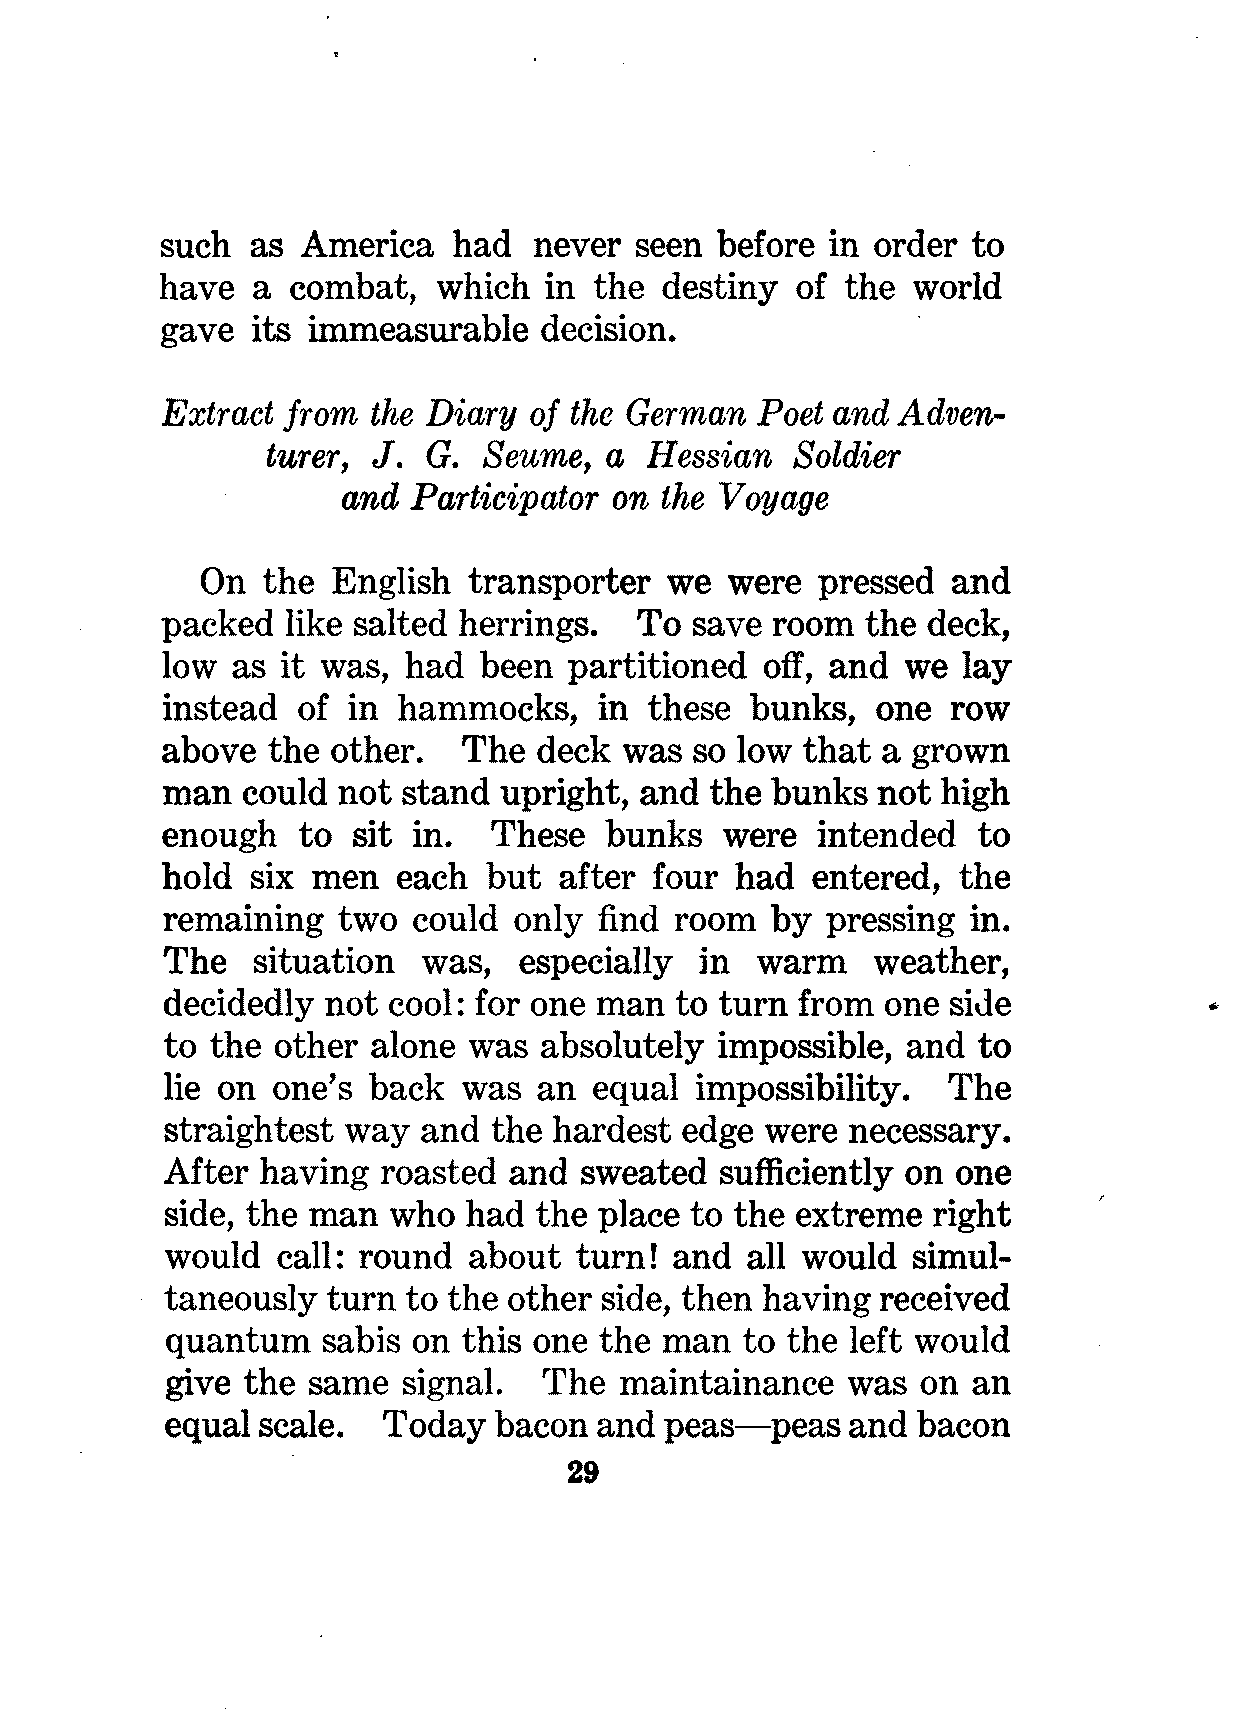 such as America had never seen before in order to
have a combat, which in the destiny of the world
gave its immeasurable decision.
Extract from the Diary of the German Poet and Adven-
turer, J. G. Seume, a Hessian Soldier
and Participator on the Voyage
On the English transporter we were pressed and
packed like salted herrings. To save room the deck,
low as it was, had been partitioned off, and we lay
instead of in hammocks, in these bunks, one row
above the other. The deck was so low that a grown
man could not stand upright, and the bunks not high
enough to sit in. These bunks were intended to
hold six men each but after four had entered, the
remaining two could only find room by pressing in.
The situation was, especially in warm weather,
decidedly not cool: for one man to turn from one side
to the other alone was absolutely impossible, and to
lie on one's back was an equal impossibility. The
straightest way and the hardest edge were necessary.
After having roasted and sweated sufficiently on one
side, the man who had the place to the extreme right
would call: round about turn! and all would simul-
taneously turn to the other side, then having received
quantum sabis on this one the man to the left would
give the same signal. The maintainance was on an
equal scale. Today bacon and peas—peas and bacon
29